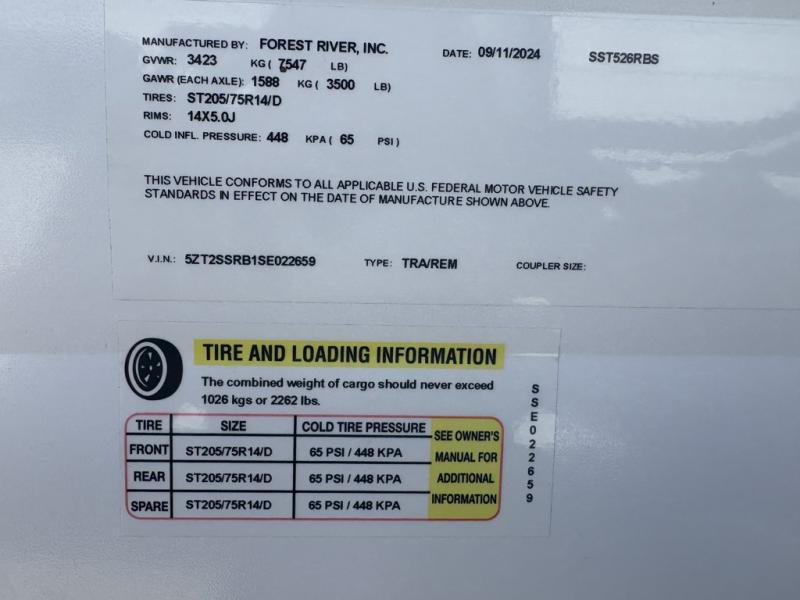 MANUFACTURED BY: FOREST RIVER, INC. DATE: 09/11/2024 SST526RBS
GVWR: 3423 KG ( 7547 LB)
GAWR (EACH AXLE): 1588 KG ( 3500 LB)
TIRES: ST205/75R14/D
RIMS: 14X5.0J
COLD INFL. PRESSURE: 448 KPA ( 65 PSI )
THIS VEHICLE CONFORMS TO ALL APPLICABLE U.S. FEDERAL MOTOR VEHICLE SAFETY
STANDARDS IN EFFECT ON THE DATE OF MANUFACTURE SHOWN ABOVE.
V.I.N.: 5ZT2SSRB1SE022659 TYPE: TRA/REM COUPLER SIZE:
TIRE AND LOADING INFORMATION
The combined weight of cargo should never exceed
1026 kgs or 2262 lbs.
TIRE SIZE COLD TIRE PRESSURE
FRONT ST205/75R14/D 65 PSI / 448 KPA
REAR ST205/75R14/D 65 PSI / 448 KPA
SPARE ST205/75R14/D 65 PSI / 448 KPA
SEE OWNER'S
MANUAL FOR
ADDITIONAL
INFORMATION
SSE022659